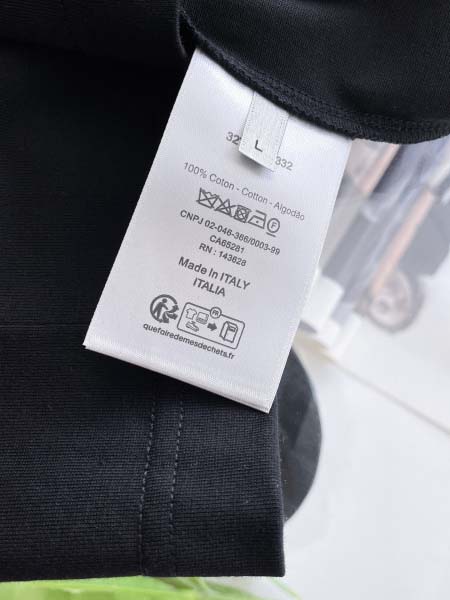 32 332
L
100% Coton - Cotton - Algodão
CNPJ 02-046-366/0003-99
CA65281
RN : 143628
Made In ITALY
ITALIA
FR
quefairedemesdechets.fr